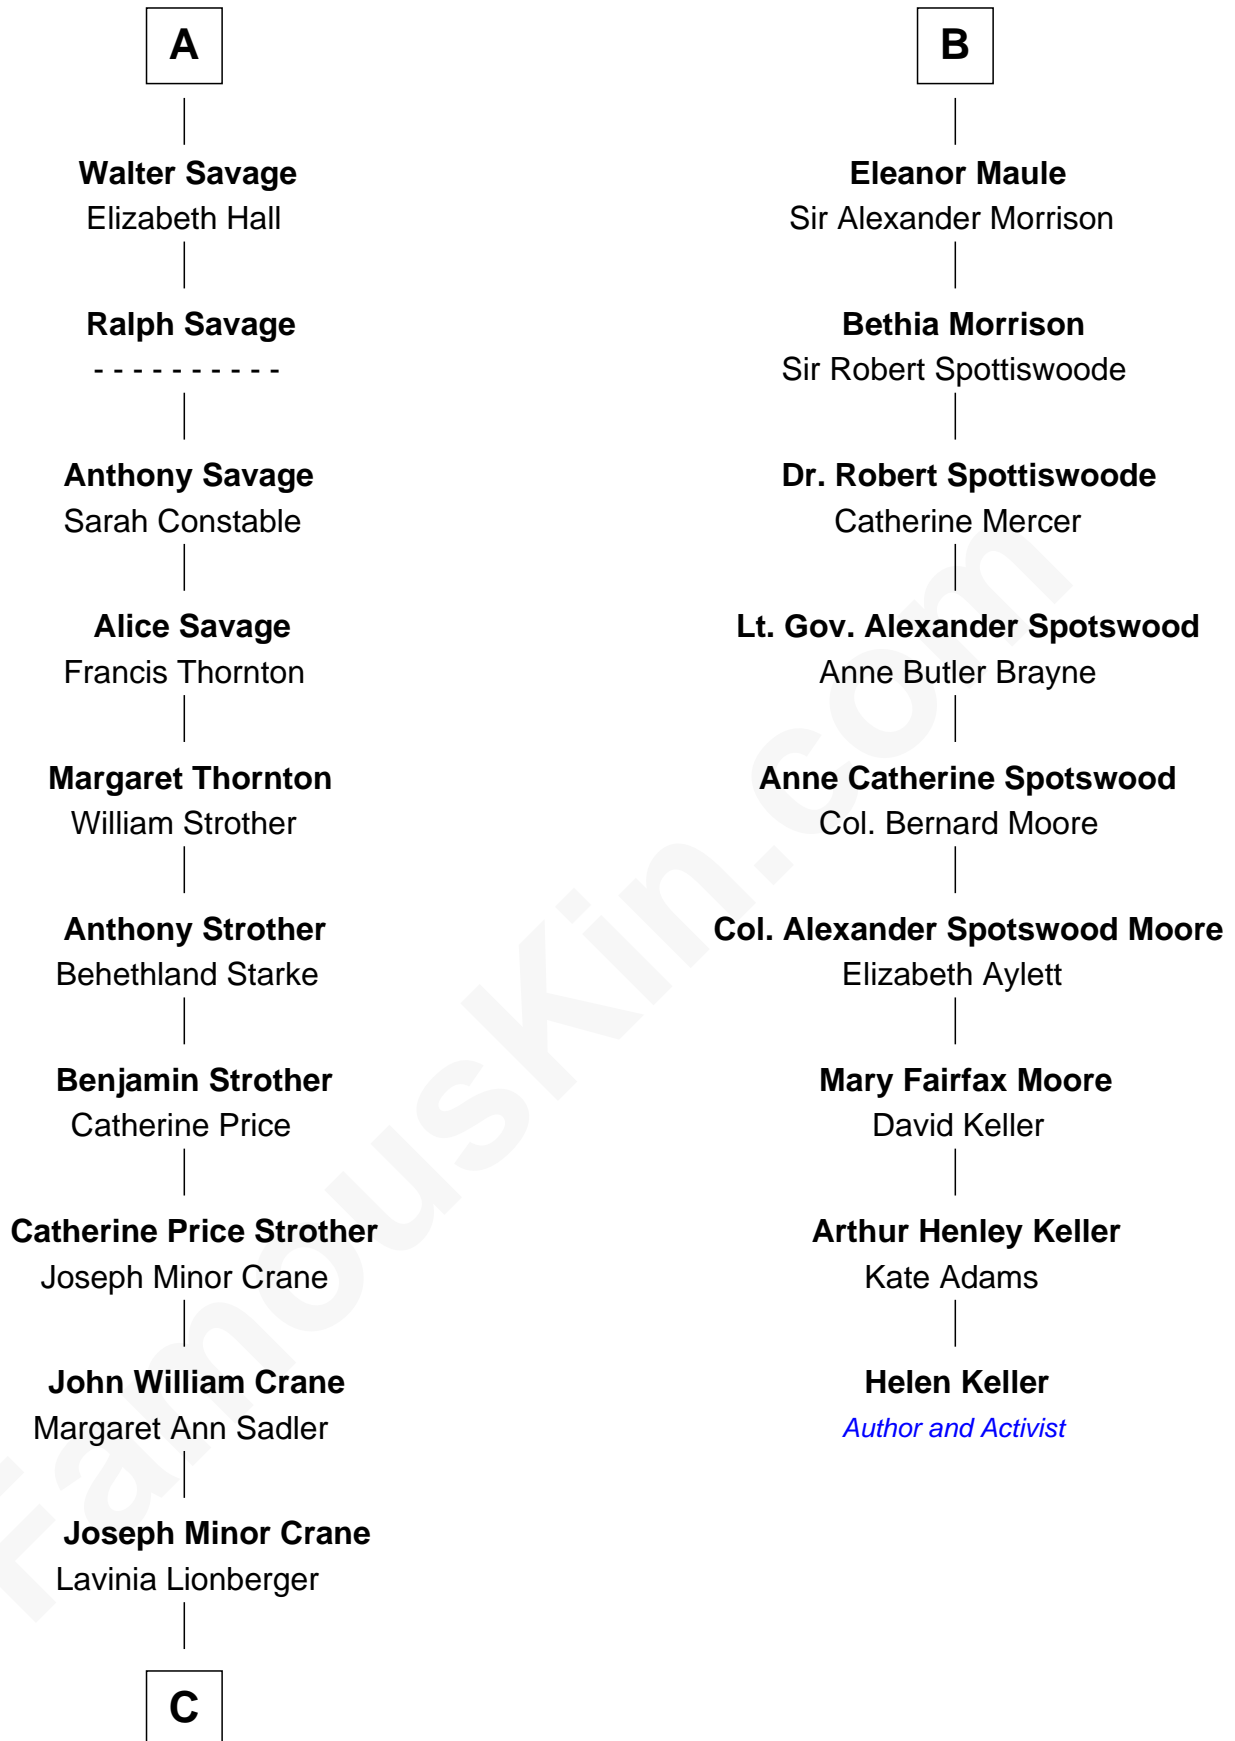 A
Walter Savage
Elizabeth Hall
Ralph Savage
- - - - - - - - - -
Anthony Savage
Sarah Constable
Alice Savage
Francis Thornton
Margaret Thornton
William Strother
Anthony Strother
Behethland Starke
Benjamin Strother
Catherine Price
Catherine Price Strother
Joseph Minor Crane
John William Crane
Margaret Ann Sadler
Joseph Minor Crane
Lavinia Lionberger
C
B
Eleanor Maule
Sir Alexander Morrison
Bethia Morrison
Sir Robert Spottiswoode
Dr. Robert Spottiswoode
Catherine Mercer
Lt. Gov. Alexander Spotswood
Anne Butler Brayne
Anne Catherine Spotswood
Col. Bernard Moore
Col. Alexander Spotswood Moore
Elizabeth Aylett
Mary Fairfax Moore
David Keller
Arthur Henley Keller
Kate Adams
Helen Keller
Author and Activist
FamousKin.com